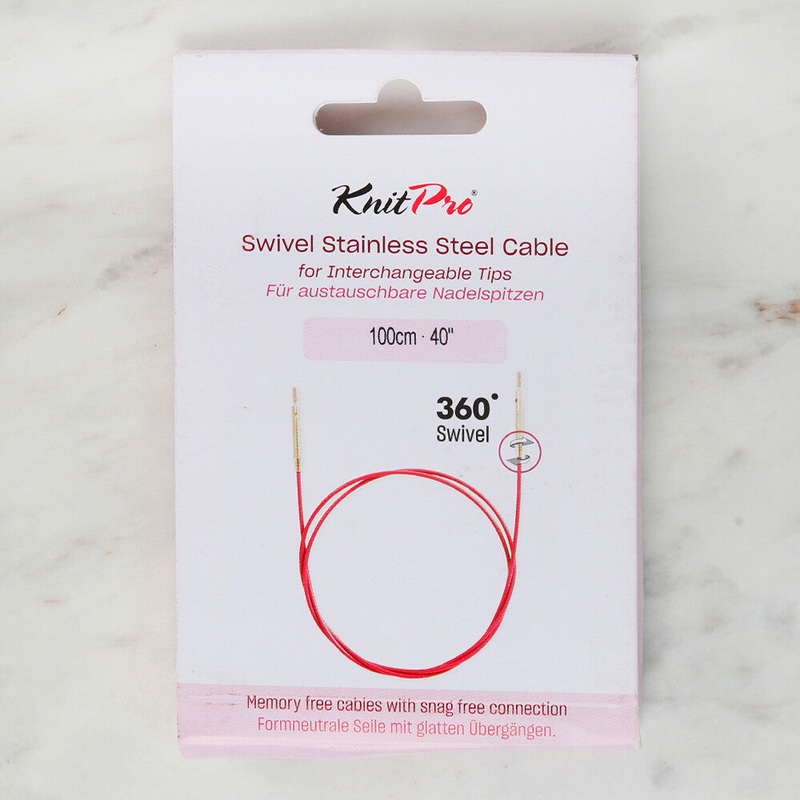 KnitPro®
Swivel Stainless Steel Cable
for Interchangeable Tips
Für austauschbare Nadelspitzen
100cm · 40"
360°
Swivel
Memory free cables with snag free connection
Formneutrale Seile mit glatten Übergängen.